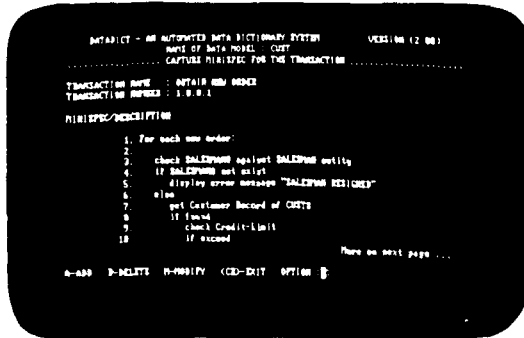 DATADICT - AN AUTOMATED DATA DICTIONARY SYSTEM VERSION (2.00)
NAME OF DATA MODEL : CUST
.................... CAPTURE MINISPEC FOR THE TRANSACTION ....................
TRANSACTION NAME : OBTAIN NEW ORDER
TRANSACTION NUMBER : 1.0.0.1
MINISPEC/DESCRIPTION
1. For each new order:
2.
3. check SALESMAN# against SALESMAN entity
4. if SALESMAN# not exist
5. display error message "SALESMAN RESIGNED"
6. else
7. get Customer Record of CUST#
8. if found
9. check Credit-Limit
10 if exceed
More on next page ...
A-ADD D-DELETE M-MODIFY <CR>-EXIT OPTION :